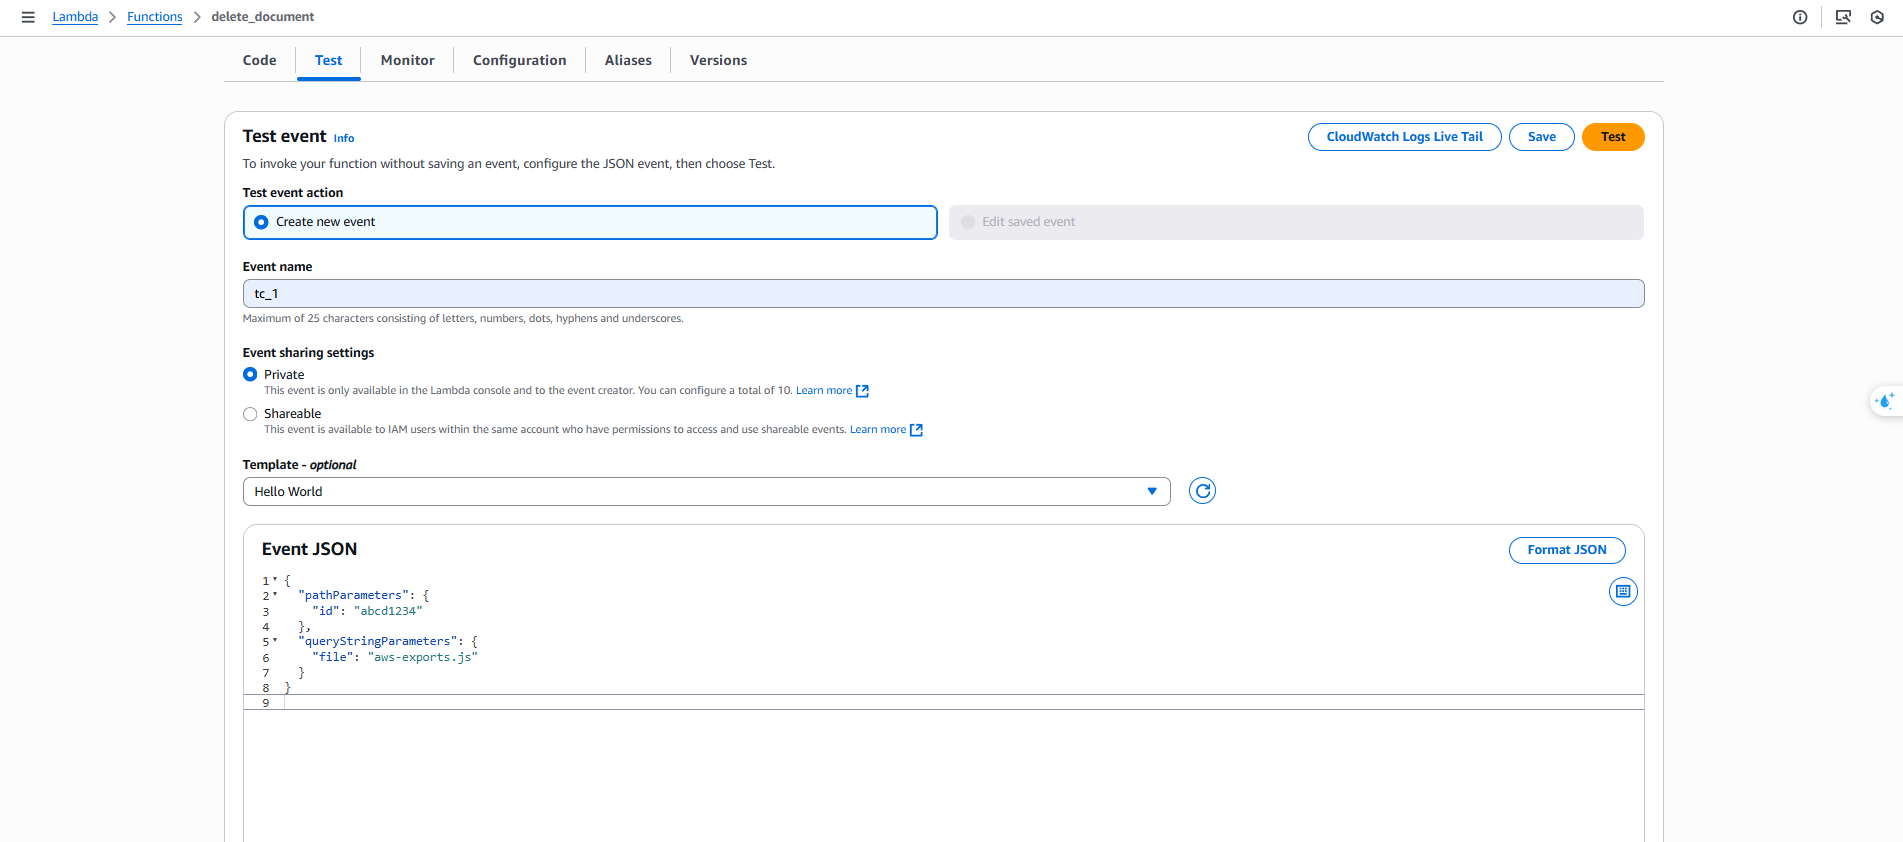 Lambda > Functions > delete_document
Code Test Monitor Configuration Aliases Versions
Test event Info
CloudWatch Logs Live Tail Save Test
To invoke your function without saving an event, configure the JSON event, then choose Test.
Test event action
Create new event Edit saved event
Event name
tc_1
Maximum of 25 characters consisting of letters, numbers, dots, hyphens and underscores.
Event sharing settings
Private
This event is only available in the Lambda console and to the event creator. You can configure a total of 10. Learn more
Shareable
This event is available to IAM users within the same account who have permissions to access and use shareable events. Learn more
Template - optional
Hello World
Event JSON Format JSON
1 {
2 "pathParameters": {
3 "id": "abcd1234"
4 },
5 "queryStringParameters": {
6 "file": "aws-exports.js"
7 }
8 }
9